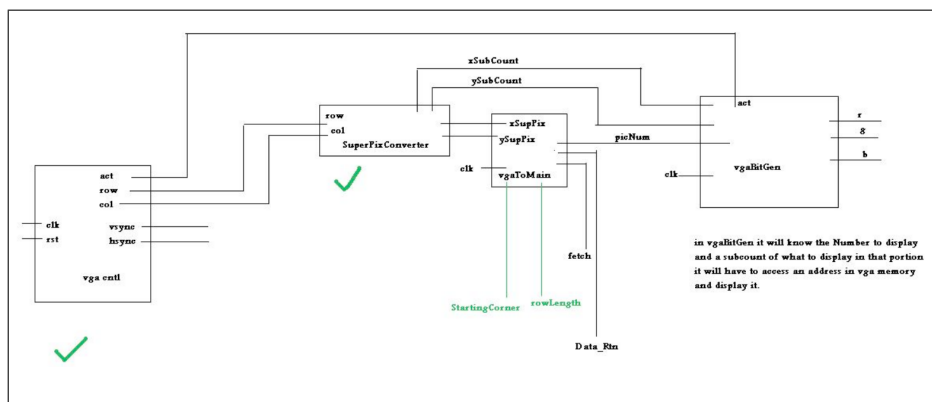 xSubCount
ySubCount
act
row
col
SuperPixConverter
xSupPix
ySupPix
clk
vgaToMain
picNum
clk
vgaBitGen
r
g
b
act
row
col
clk
rst
vsync
hsync
vga cntl
fetch
StartingCorner
rowLength
Data_Rtn
in vgaBitGen it will know the Number to display
and a subcount of what to display in that portion
it will have to access an address in vga memory
and display it.